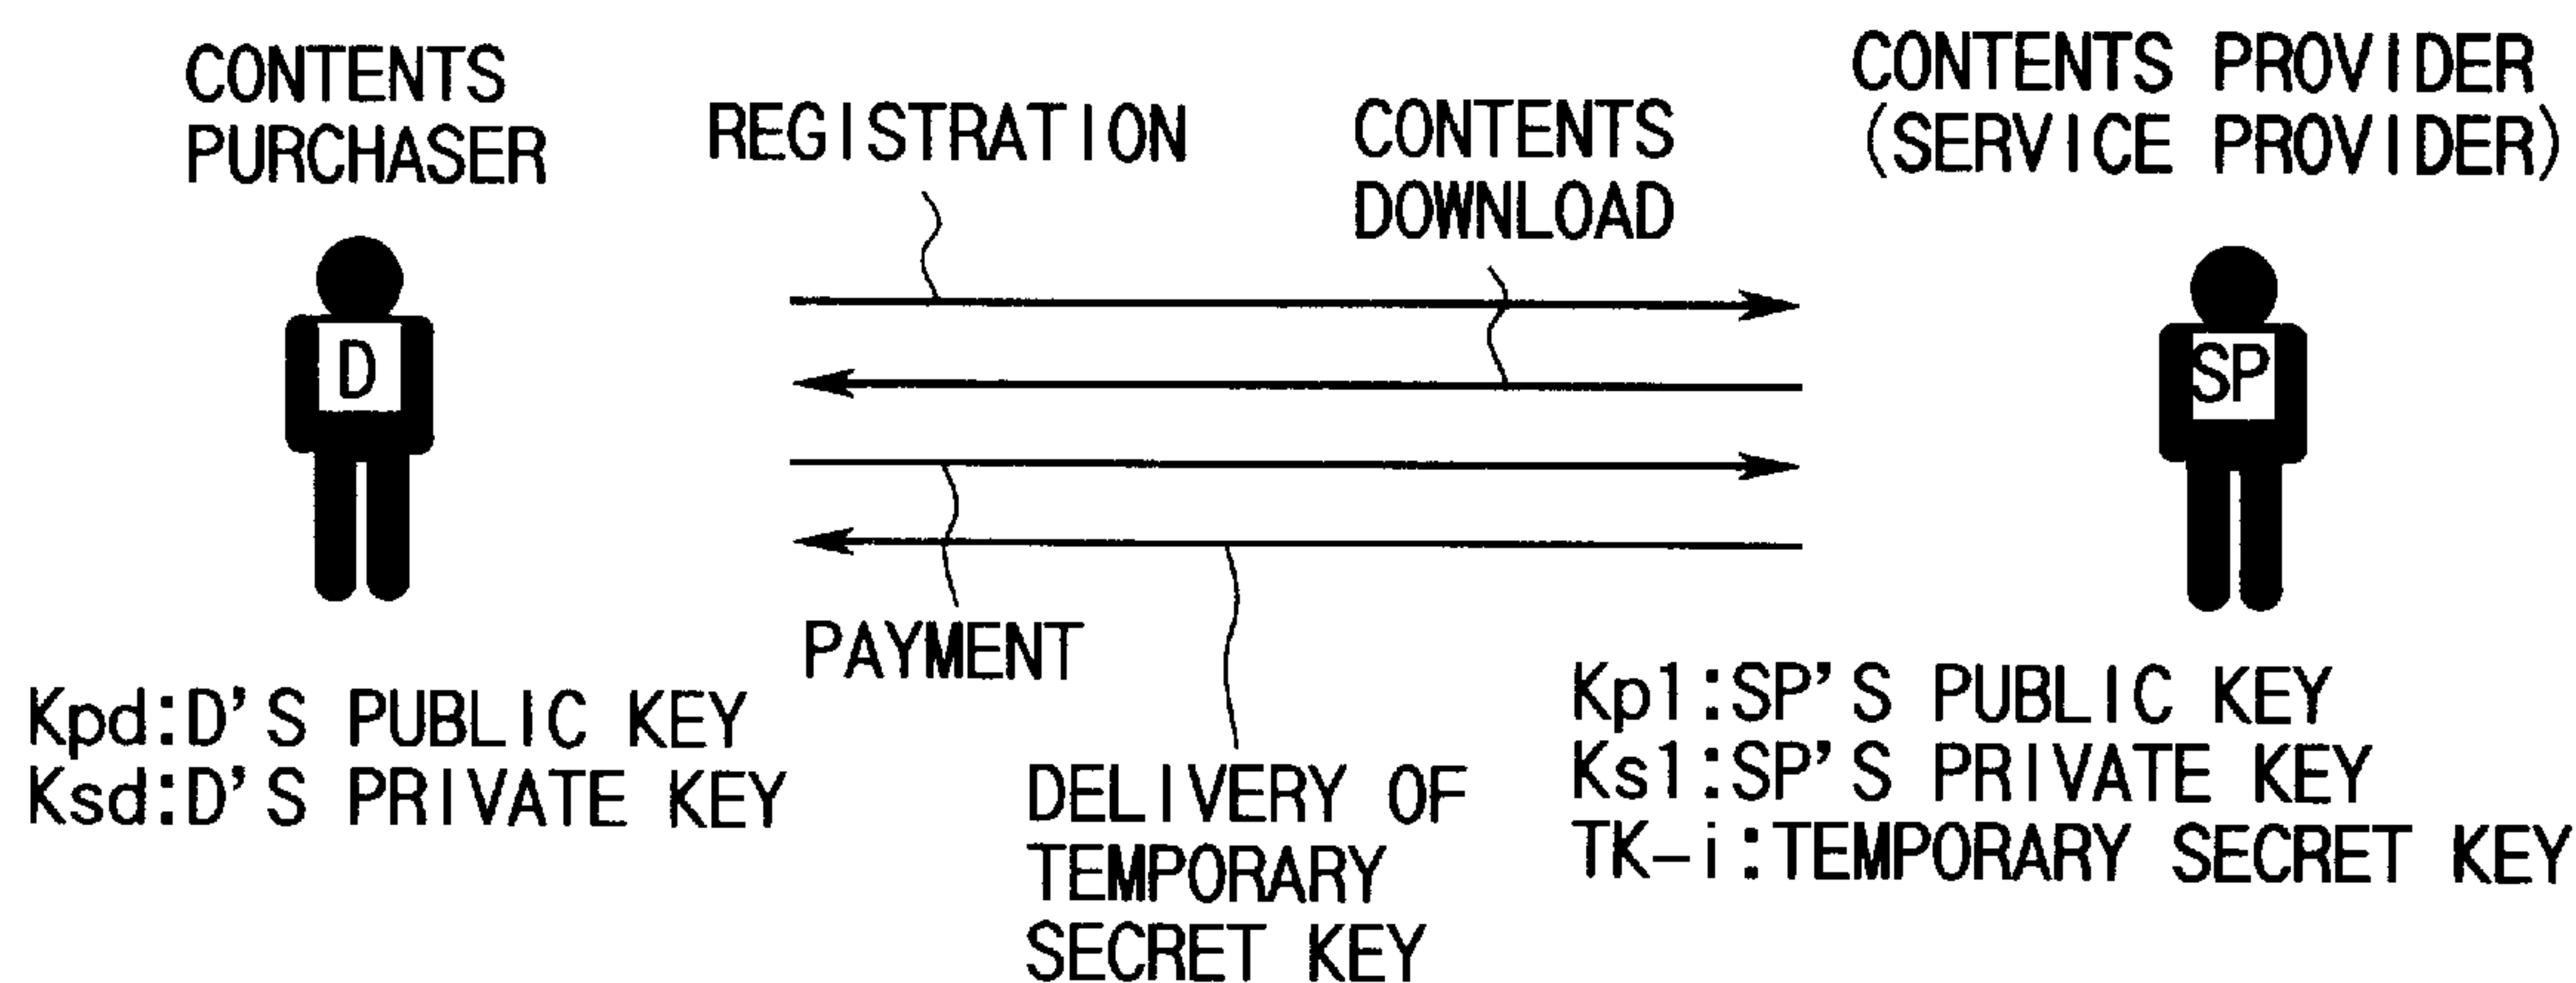 CONTENTS
PURCHASER
REGISTRATION
CONTENTS
DOWNLOAD
CONTENTS PROVIDER
(SERVICE PROVIDER)
D
SP
PAYMENT
Kpd:D'S PUBLIC KEY
Ksd:D'S PRIVATE KEY
DELIVERY OF
TEMPORARY
SECRET KEY
Kp1:SP'S PUBLIC KEY
Ks1:SP'S PRIVATE KEY
TK-i:TEMPORARY SECRET KEY